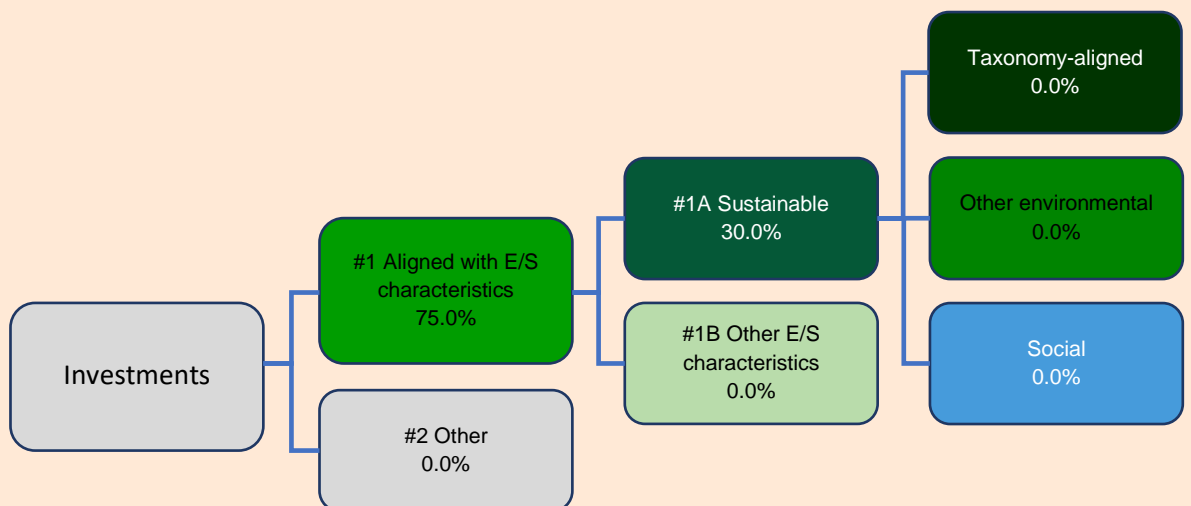 Investments
#1 Aligned with E/S
characteristics
75.0%
#2 Other
0.0%
#1A Sustainable
30.0%
#1B Other E/S
characteristics
0.0%
Taxonomy-aligned
0.0%
Other environmental
0.0%
Social
0.0%